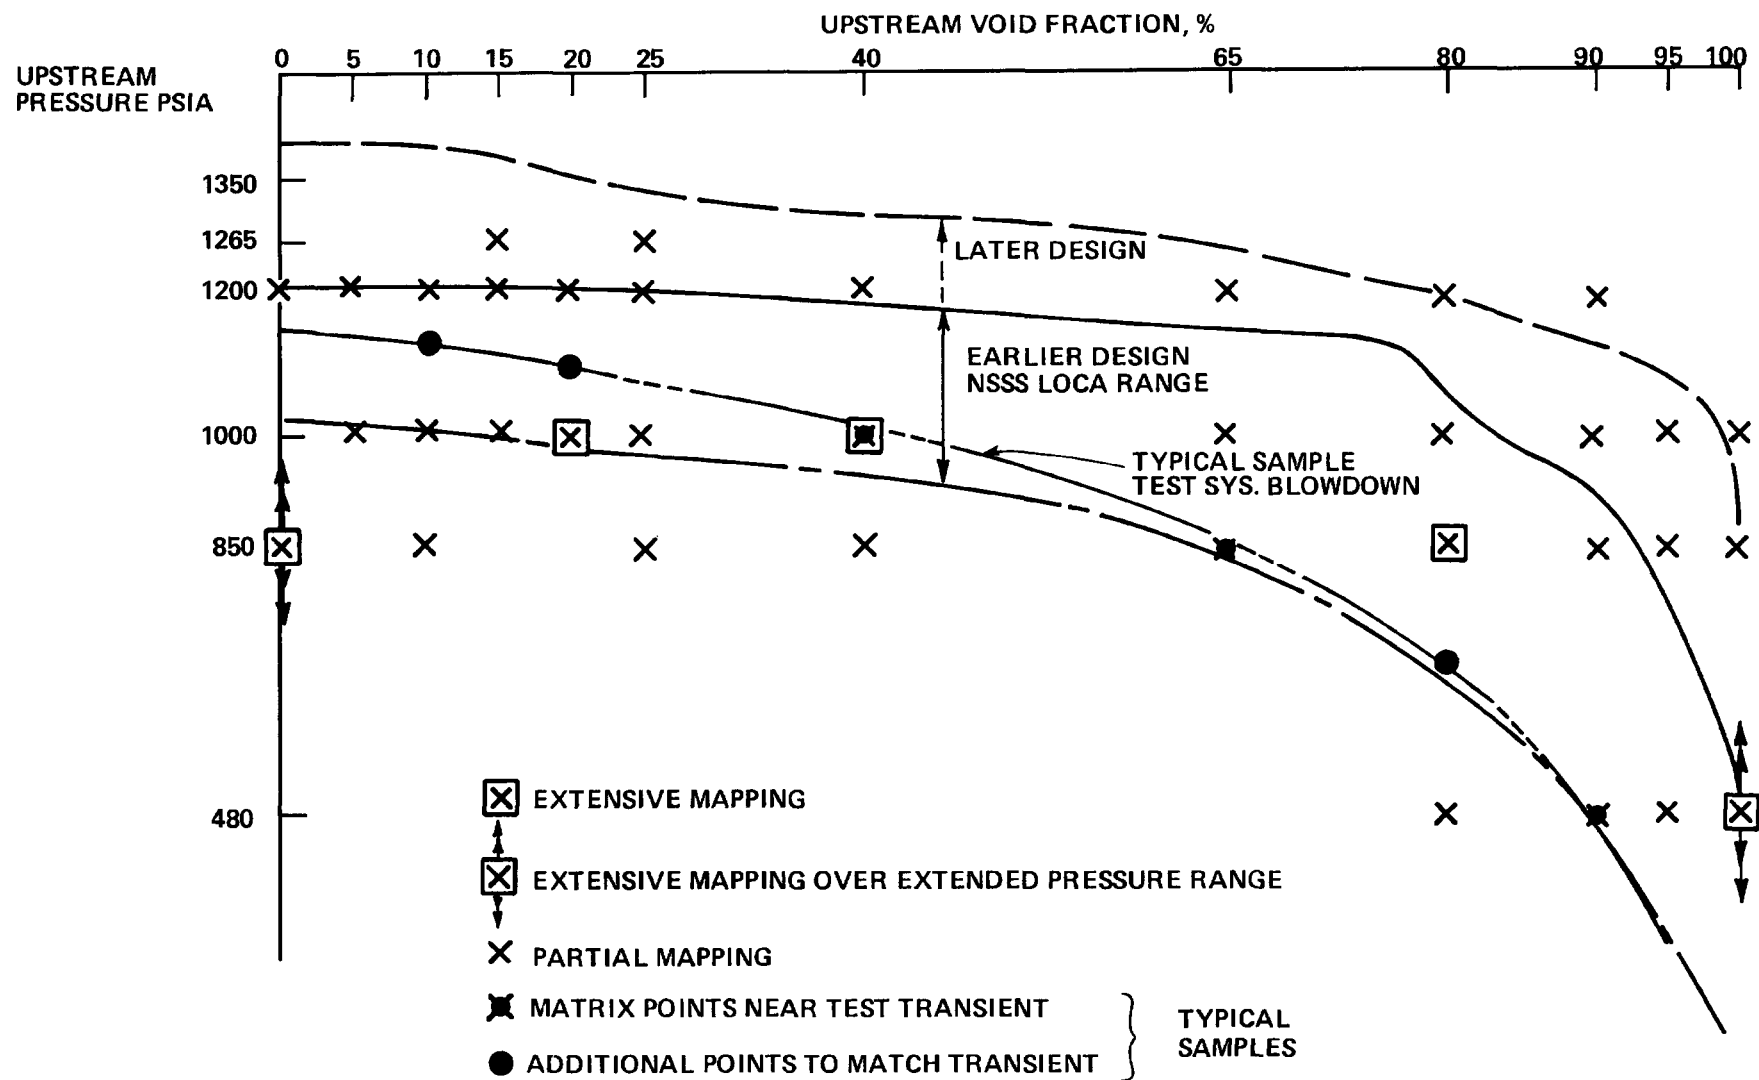 UPSTREAM VOID FRACTION, %
0 5 10 15 20 25 40 65 80 90 95 100
UPSTREAM
PRESSURE PSIA
1350
1265
LATER DESIGN
1200
EARLIER DESIGN
NSSS LOCA RANGE
1000
TYPICAL SAMPLE
TEST SYS. BLOWDOWN
850
EXTENSIVE MAPPING
480
EXTENSIVE MAPPING OVER EXTENDED PRESSURE RANGE
PARTIAL MAPPING
MATRIX POINTS NEAR TEST TRANSIENT
TYPICAL
SAMPLES
ADDITIONAL POINTS TO MATCH TRANSIENT